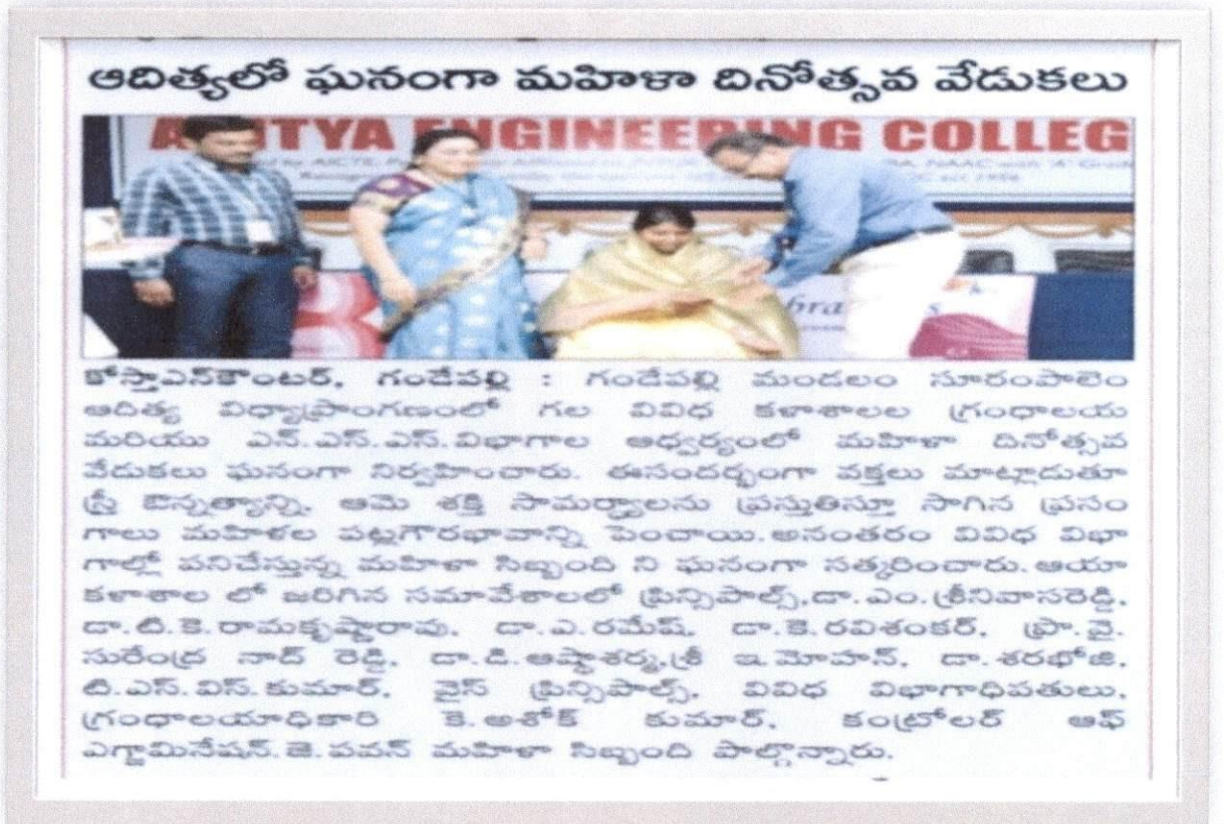 ఆదిత్యలో ఘనంగా మహిళా దినోత్సవ వేడుకలు
ADITYA ENGINEERING COLLEG
కోస్తాఎన్‌కౌంటర్, గండేపల్లి : గండేపల్లి మండలం సూరంపాలెం
ఆదిత్య విధ్యాప్రాంగణంలో గల వివిధ కళాశాలల గ్రంధాలయ
మరియు ఎన్.ఎస్.ఎస్.విభాగాల ఆధ్వర్యంలో మహిళా దినోత్సవ
వేడుకలు ఘనంగా నిర్వహించారు. ఈసందర్భంగా వక్తలు మాట్లాడుతూ
స్త్రీ ఔన్నత్యాన్ని, ఆమె శక్తి సామర్ధ్యాలను ప్రస్తుతిస్తూ సాగిన ప్రసం
గాలు మహిళల పట్లగౌరభావాన్ని పెంచాయి.అనంతరం వివిధ విభా
గాల్లో పనిచేస్తున్న మహిళా సిబ్బంది ని ఘనంగా సత్కరించారు.ఆయా
కళాశాల లో జరిగిన సమావేశాలలో ప్రిన్సిపాల్స్,డా.ఎం.శ్రీనివాసరెడ్డి,
డా.టి.కె.రామకృష్ణారావు, డా.ఎ.రమేష్, డా.కె.రవిశంకర్, ప్రొ.వై.
సురేంద్ర నాద్ రెడ్డి, డా.డి.ఆష్టాశర్మ,శ్రీ ఇ.మోహన్, డా.శరభోజి,
టి.ఎస్.విస్.కుమార్, వైస్ ప్రిన్సిపాల్స్, వివిధ విభాగాధిపతులు,
గ్రంధాలయాధికారి కె.అశోక్ కుమార్, కంట్రోలర్ ఆఫ్
ఎగ్జామినేషన్.జె.పవన్ మహిళా సిబ్బంది పాల్గొన్నారు.